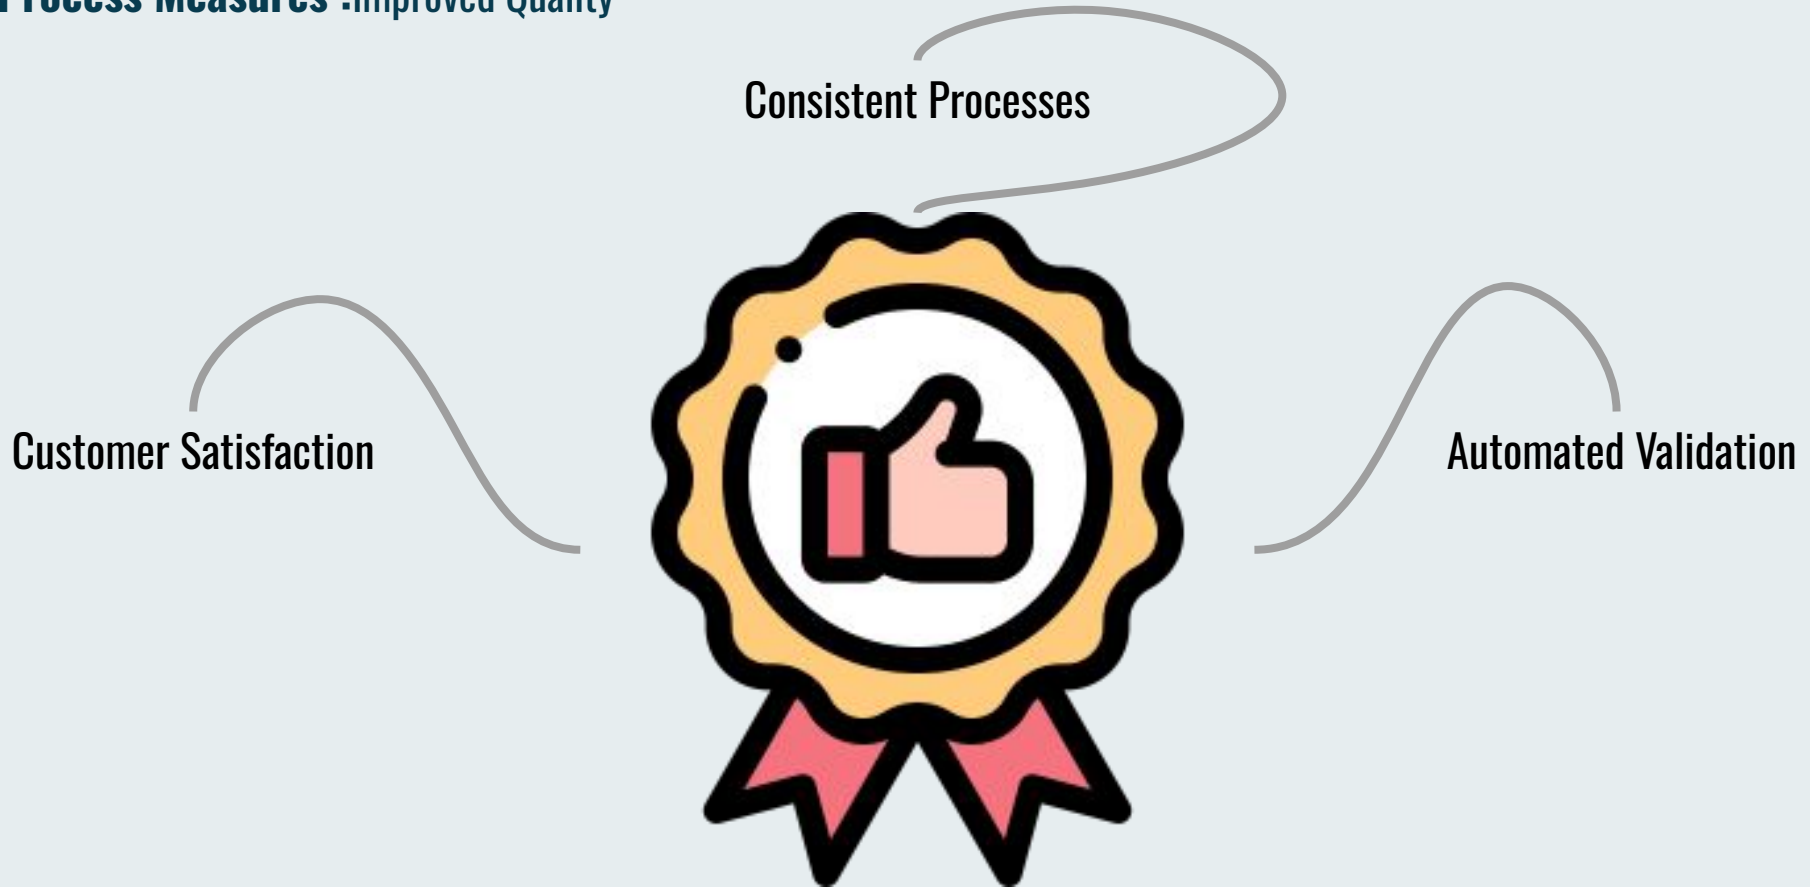 Process Measures :Improved Quality
Consistent Processes
Customer Satisfaction
Automated Validation